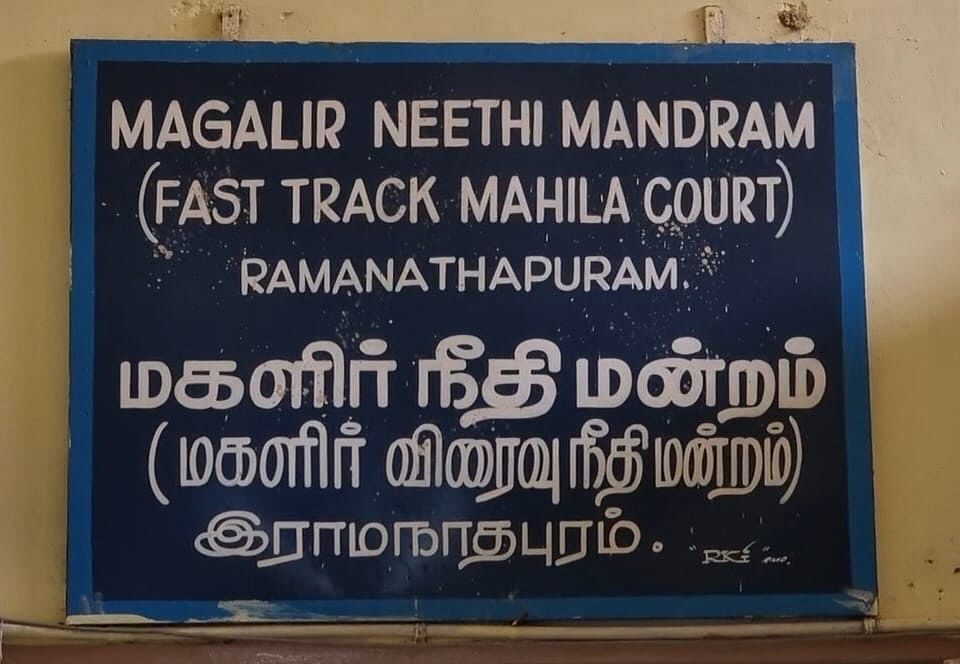 MAGALIR NEETHI MANDRAM
(FAST TRACK MAHILA COURT)
RAMANATHAPURAM.
மகளிர் நீதி மன்றம்
(மகளிர் விரைவு நீதி மன்றம்)
இராமநாதபுரம்.